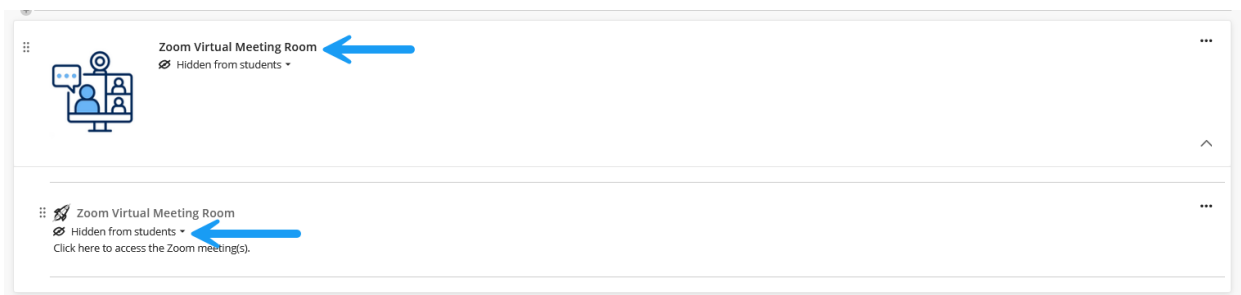 Zoom Virtual Meeting Room
Hidden from students
Zoom Virtual Meeting Room
Hidden from students
Click here to access the Zoom meeting(s).